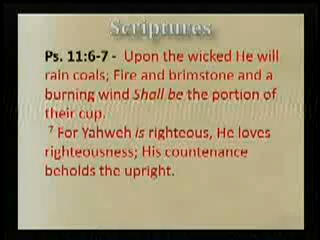 Scriptures
Ps. 11:6-7 - Upon the wicked He will
rain coals; Fire and brimstone and a
burning wind Shall be the portion of
their cup.
7 For Yahweh is righteous, He loves
righteousness; His countenance
beholds the upright.